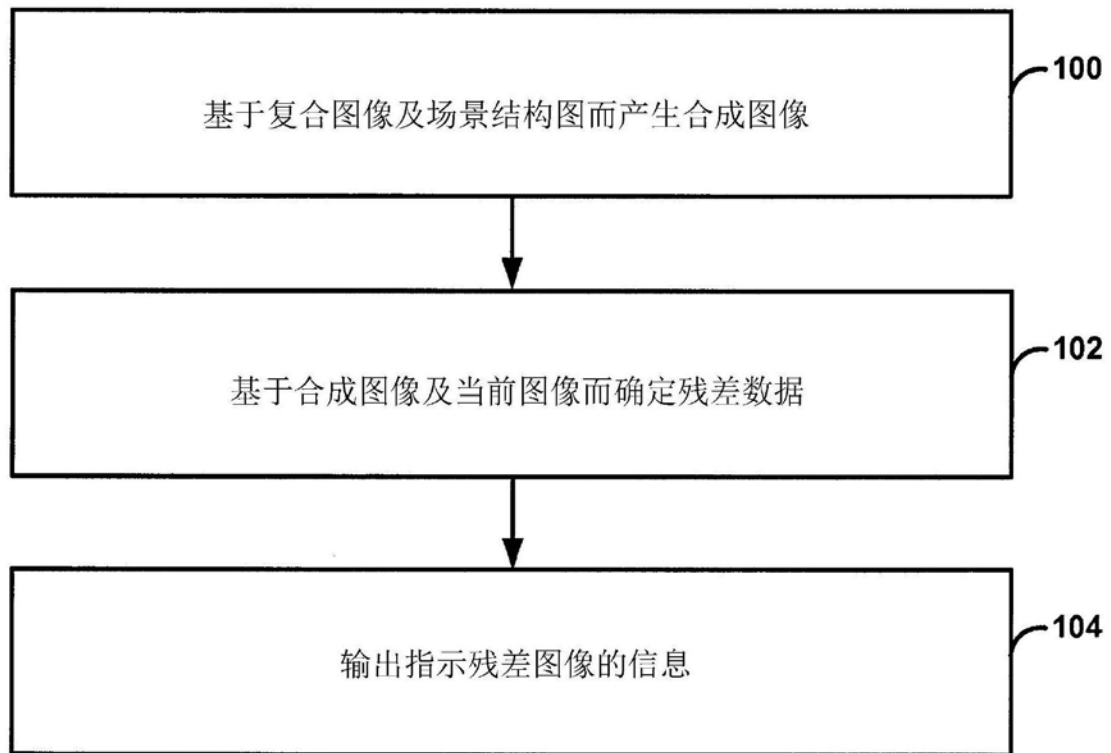 基于复合图像及场景结构图而产生合成图像
100
基于合成图像及当前图像而确定残差数据
102
输出指示残差图像的信息
104